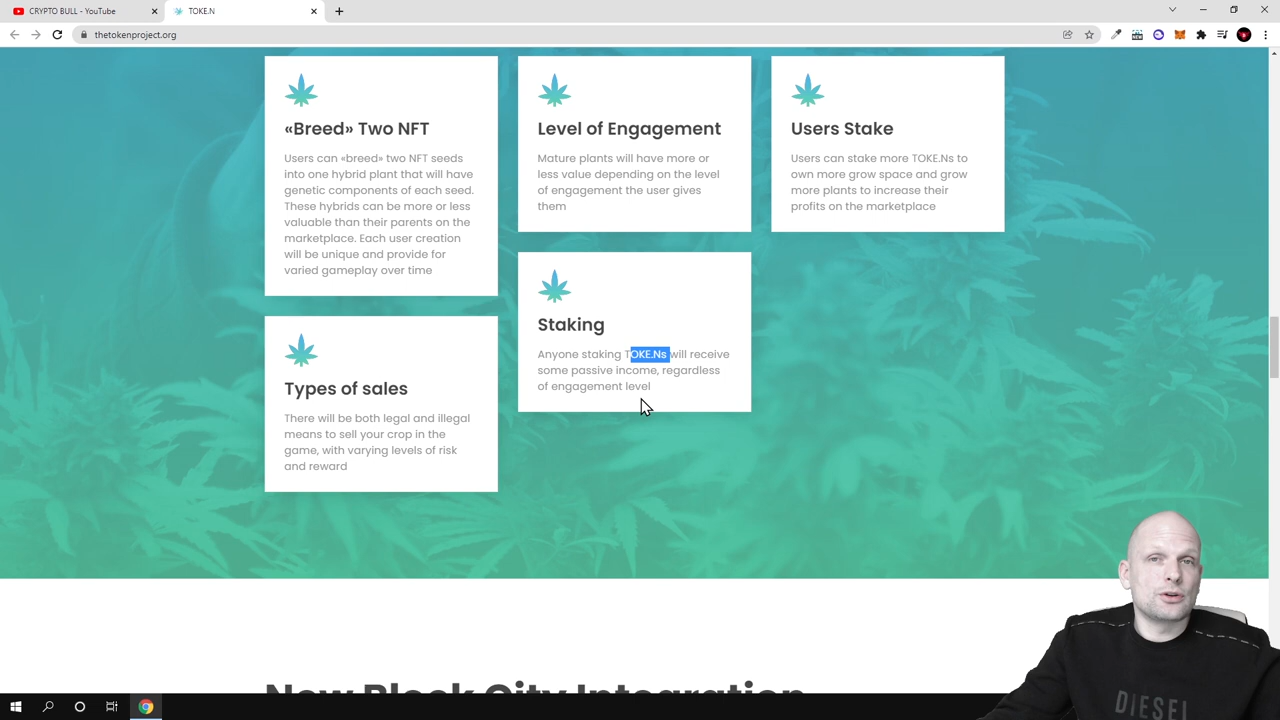 CRYPTO BULL - YouTube
TOKE.N
thetokenproject.org
«Breed» Two NFT
Users can «breed» two NFT seeds
into one hybrid plant that will have
genetic components of each seed.
These hybrids can be more or less
valuable than their parents on the
marketplace. Each user creation
will be unique and provide for
varied gameplay over time
Level of Engagement
Mature plants will have more or
less value depending on the level
of engagement the user gives
them
Users Stake
Users can stake more TOKE.Ns to
own more grow space and grow
more plants to increase their
profits on the marketplace
Staking
Anyone staking TOKE.Ns will receive
some passive income, regardless
of engagement level
Types of sales
There will be both legal and illegal
means to sell your crop in the
game, with varying levels of risk
and reward
New Block City Integration
DIESEL